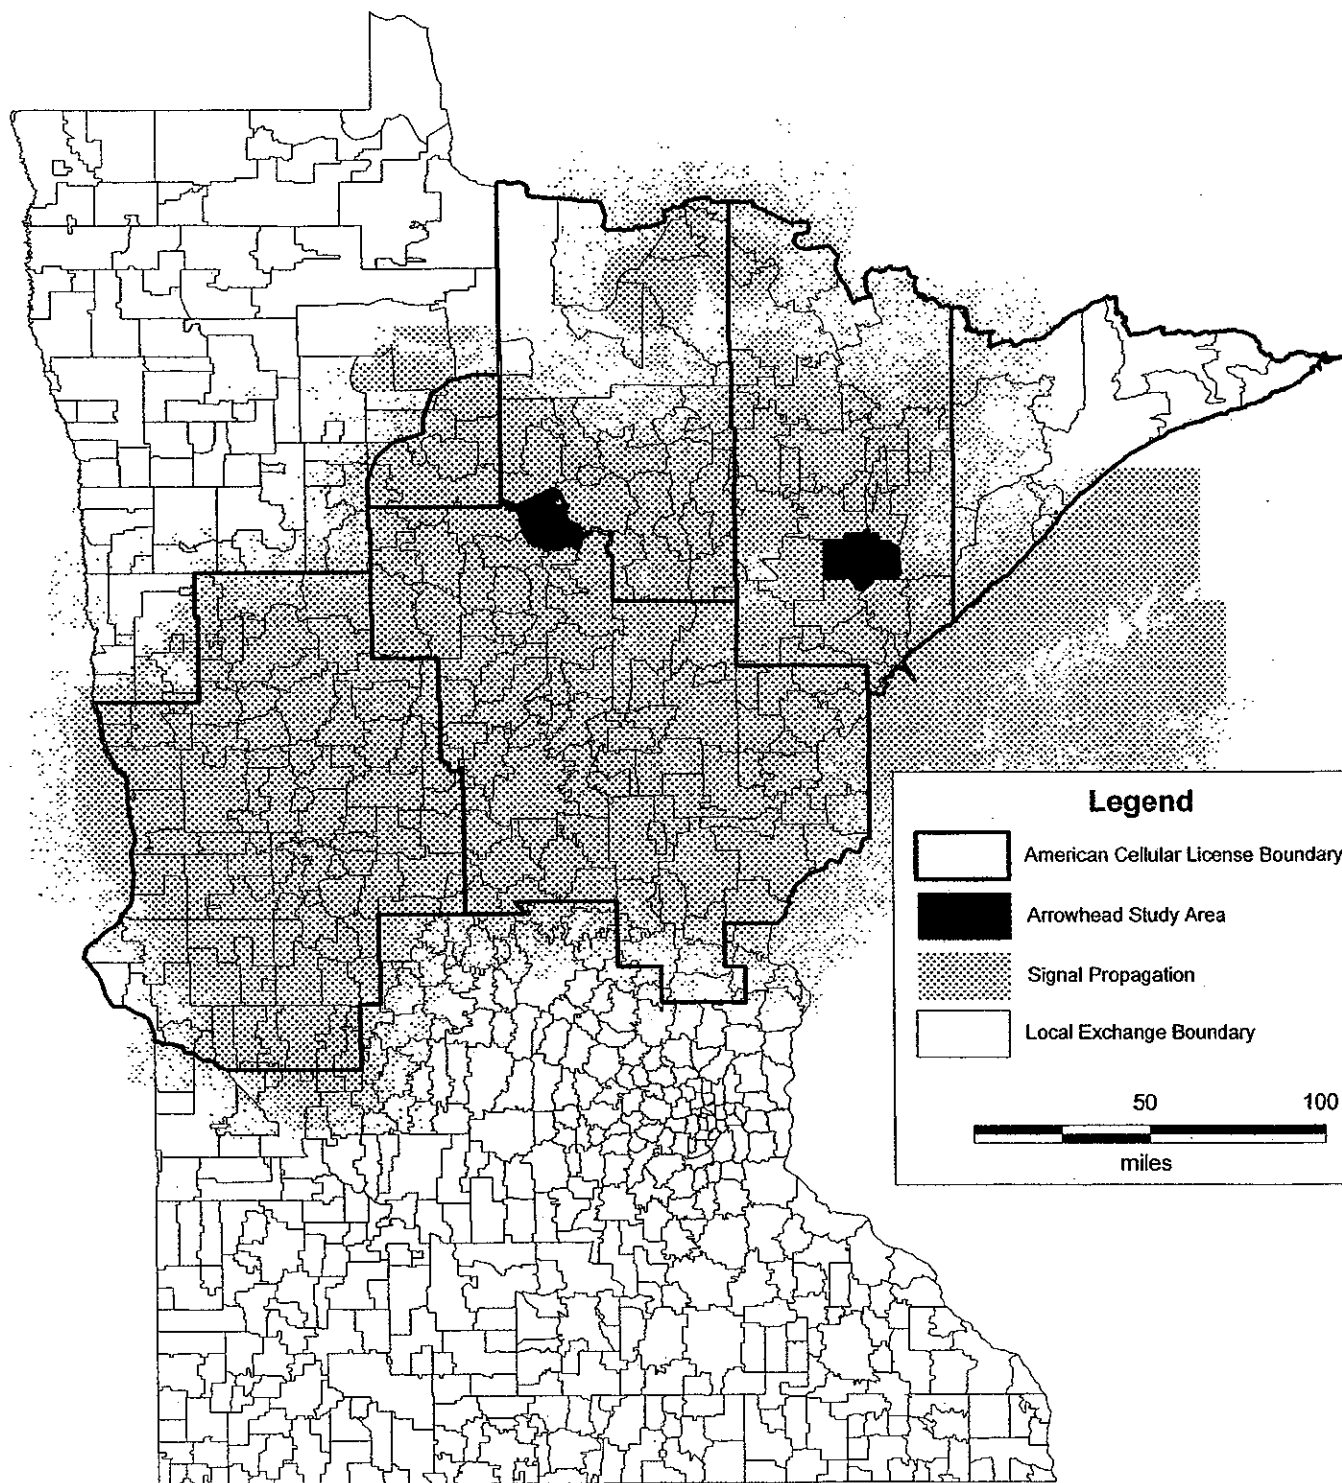 Legend
American Cellular License Boundary
Arrowhead Study Area
Signal Propagation
Local Exchange Boundary
50 100
miles